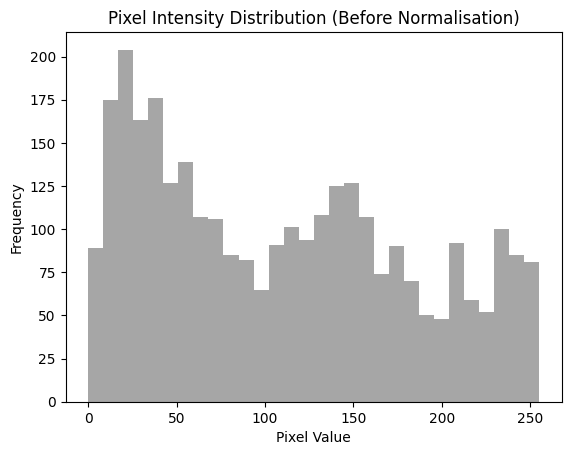 Pixel Intensity Distribution (Before Normalisation)
200
175
150
125
100
75
50
25
0
Frequency
0 50 100 150 200 250
Pixel Value